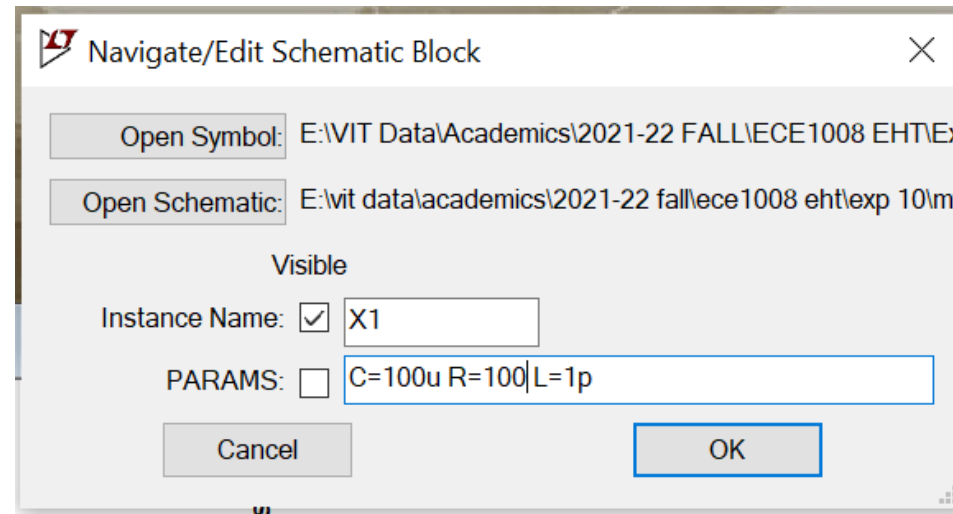 Navigate/Edit Schematic Block
Open Symbol: E:\VIT Data\Academics\2021-22 FALL\ECE1008 EHT\Ex
Open Schematic: E:\vit data\academics\2021-22 fall\ece1008 eht\exp 10\m
Visible
Instance Name: X1
PARAMS: C=100u R=100 L=1p
Cancel OK